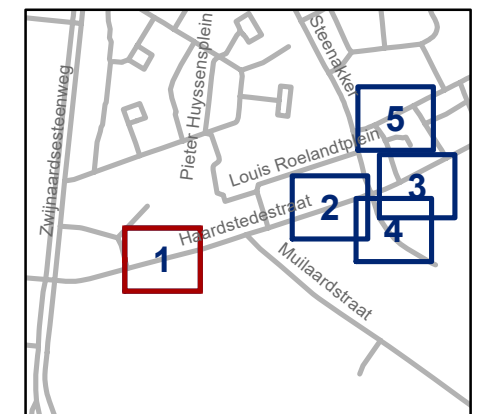 Zwijnaardsesteenweg
Pieter Huyssensplein
Steenakker
Louis Roelandtplein
Haardstedestraat
Muilaardstraat
5
3
2
4
1